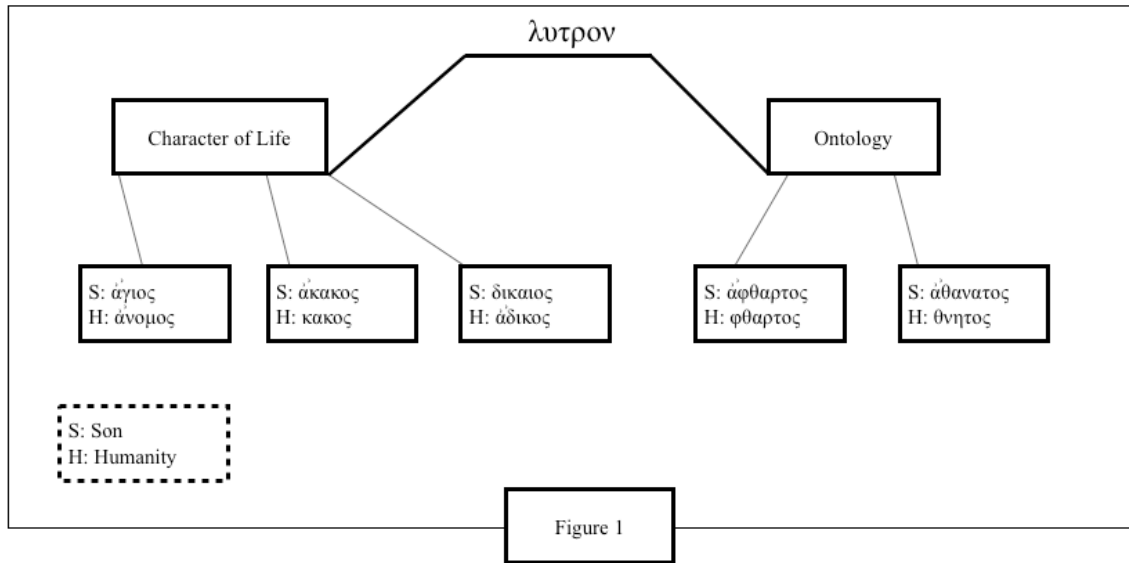 λυτρον
Character of Life
Ontology
S: ἁγιος
H: ἀνομος
S: ἀκακος
H: κακος
S: δικαιος
H: ἀδικος
S: ἀφθαρτος
H: φθαρτος
S: ἀθανατος
H: θνητος
S: Son
H: Humanity
Figure 1